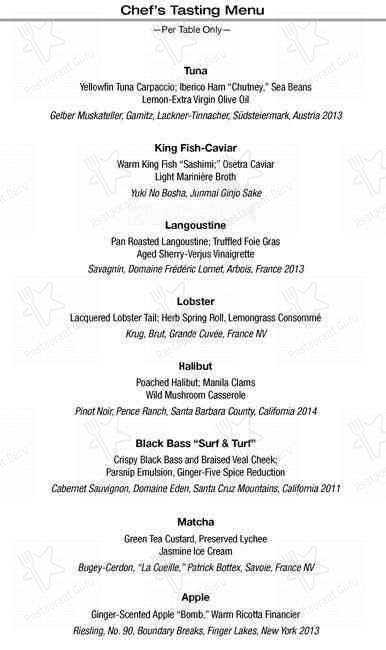 Chef's Tasting Menu
—Per Table Only—
Tuna
Yellowfin Tuna Carpaccio; Iberico Ham “Chutney,” Sea Beans
Lemon-Extra Virgin Olive Oil
Gelber Muskateller, Gamitz, Lackner-Tinnacher, Südsteiermark, Austria 2013
King Fish-Caviar
Warm King Fish “Sashimi;” Osetra Caviar
Light Marinière Broth
Yuki No Bosha, Junmai Ginjo Sake
Langoustine
Pan Roasted Langoustine; Truffled Foie Gras
Aged Sherry-Verjus Vinaigrette
Savagnin, Domaine Frédéric Lornet, Arbois, France 2013
Lobster
Lacquered Lobster Tail; Herb Spring Roll, Lemongrass Consommé
Krug, Brut, Grande Cuvée, France NV
Halibut
Poached Halibut; Manila Clams
Wild Mushroom Casserole
Pinot Noir, Pence Ranch, Santa Barbara County, California 2014
Black Bass “Surf & Turf”
Crispy Black Bass and Braised Veal Cheek;
Parsnip Emulsion, Ginger-Five Spice Reduction
Cabernet Sauvignon, Domaine Eden, Santa Cruz Mountains, California 2011
Matcha
Green Tea Custard, Preserved Lychee
Jasmine Ice Cream
Bugey-Cerdon, “La Cueille,” Patrick Bottex, Savoie, France NV
Apple
Ginger-Scented Apple “Bomb,” Warm Ricotta Financier
Riesling, No. 90, Boundary Breaks, Finger Lakes, New York 2013